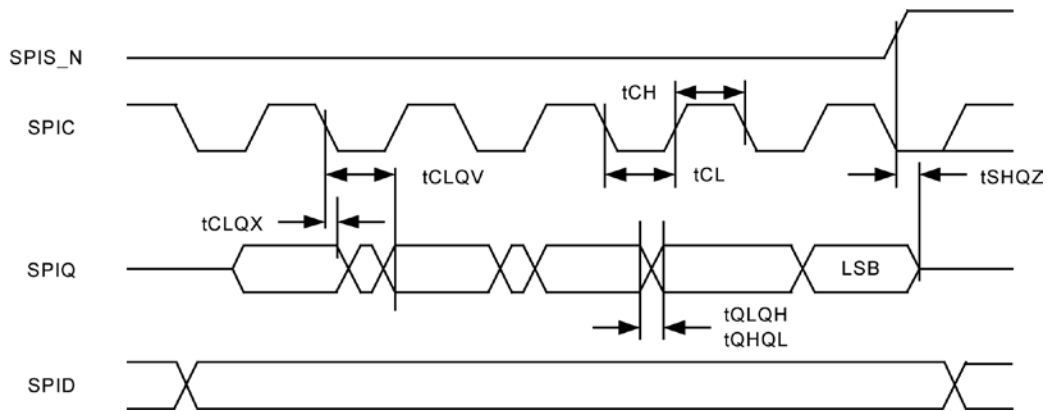 SPIS_N
SPIC
tCH
tCLQV
tCL
tSHQZ
tCLQX
SPIQ
LSB
tQLQH
tQHQL
SPID